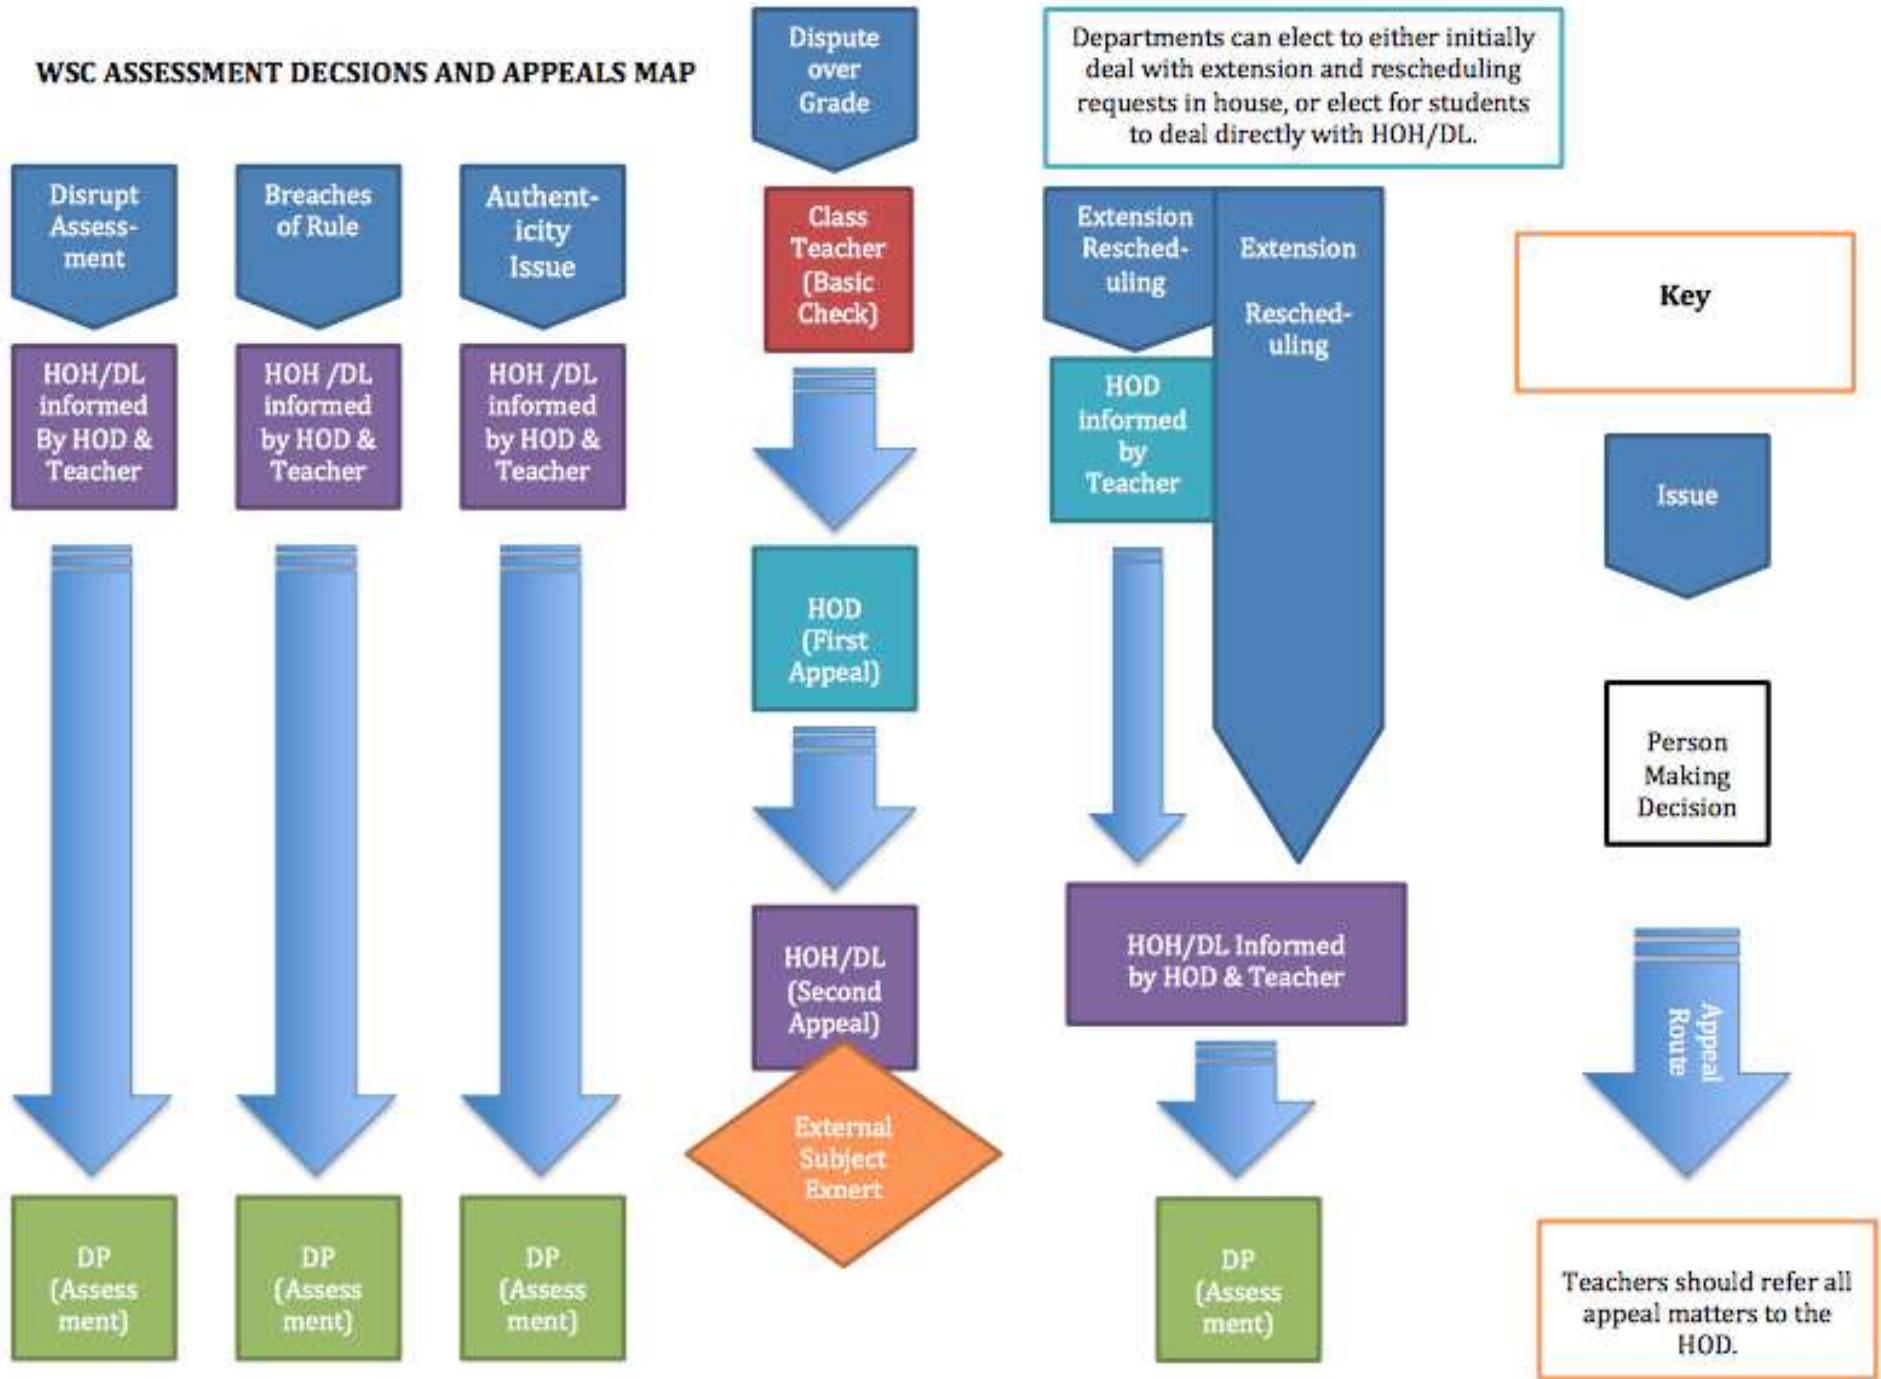 WSC ASSESSMENT DECSIONS AND APPEALS MAP
Disrupt
Assess-
ment
HOH/DL
informed
By HOD &
Teacher
DP
(Assess
ment)
Breaches
of Rule
HOH /DL
informed
by HOD &
Teacher
DP
(Assess
ment)
Authent-
icity
Issue
HOH /DL
informed
by HOD &
Teacher
DP
(Assess
ment)
Dispute
over
Grade
Class
Teacher
(Basic
Check)
HOD
(First
Appeal)
HOH/DL
(Second
Appeal)
External
Subject
Expert
Departments can elect to either initially
deal with extension and rescheduling
requests in house, or elect for students
to deal directly with HOH/DL.
Extension
Resched-
uling
HOD
informed
by
Teacher
Extension
Resched-
uling
HOH/DL Informed
by HOD & Teacher
DP
(Assess
ment)
Key
Issue
Person
Making
Decision
Appeal
Route
Teachers should refer all
appeal matters to the
HOD.